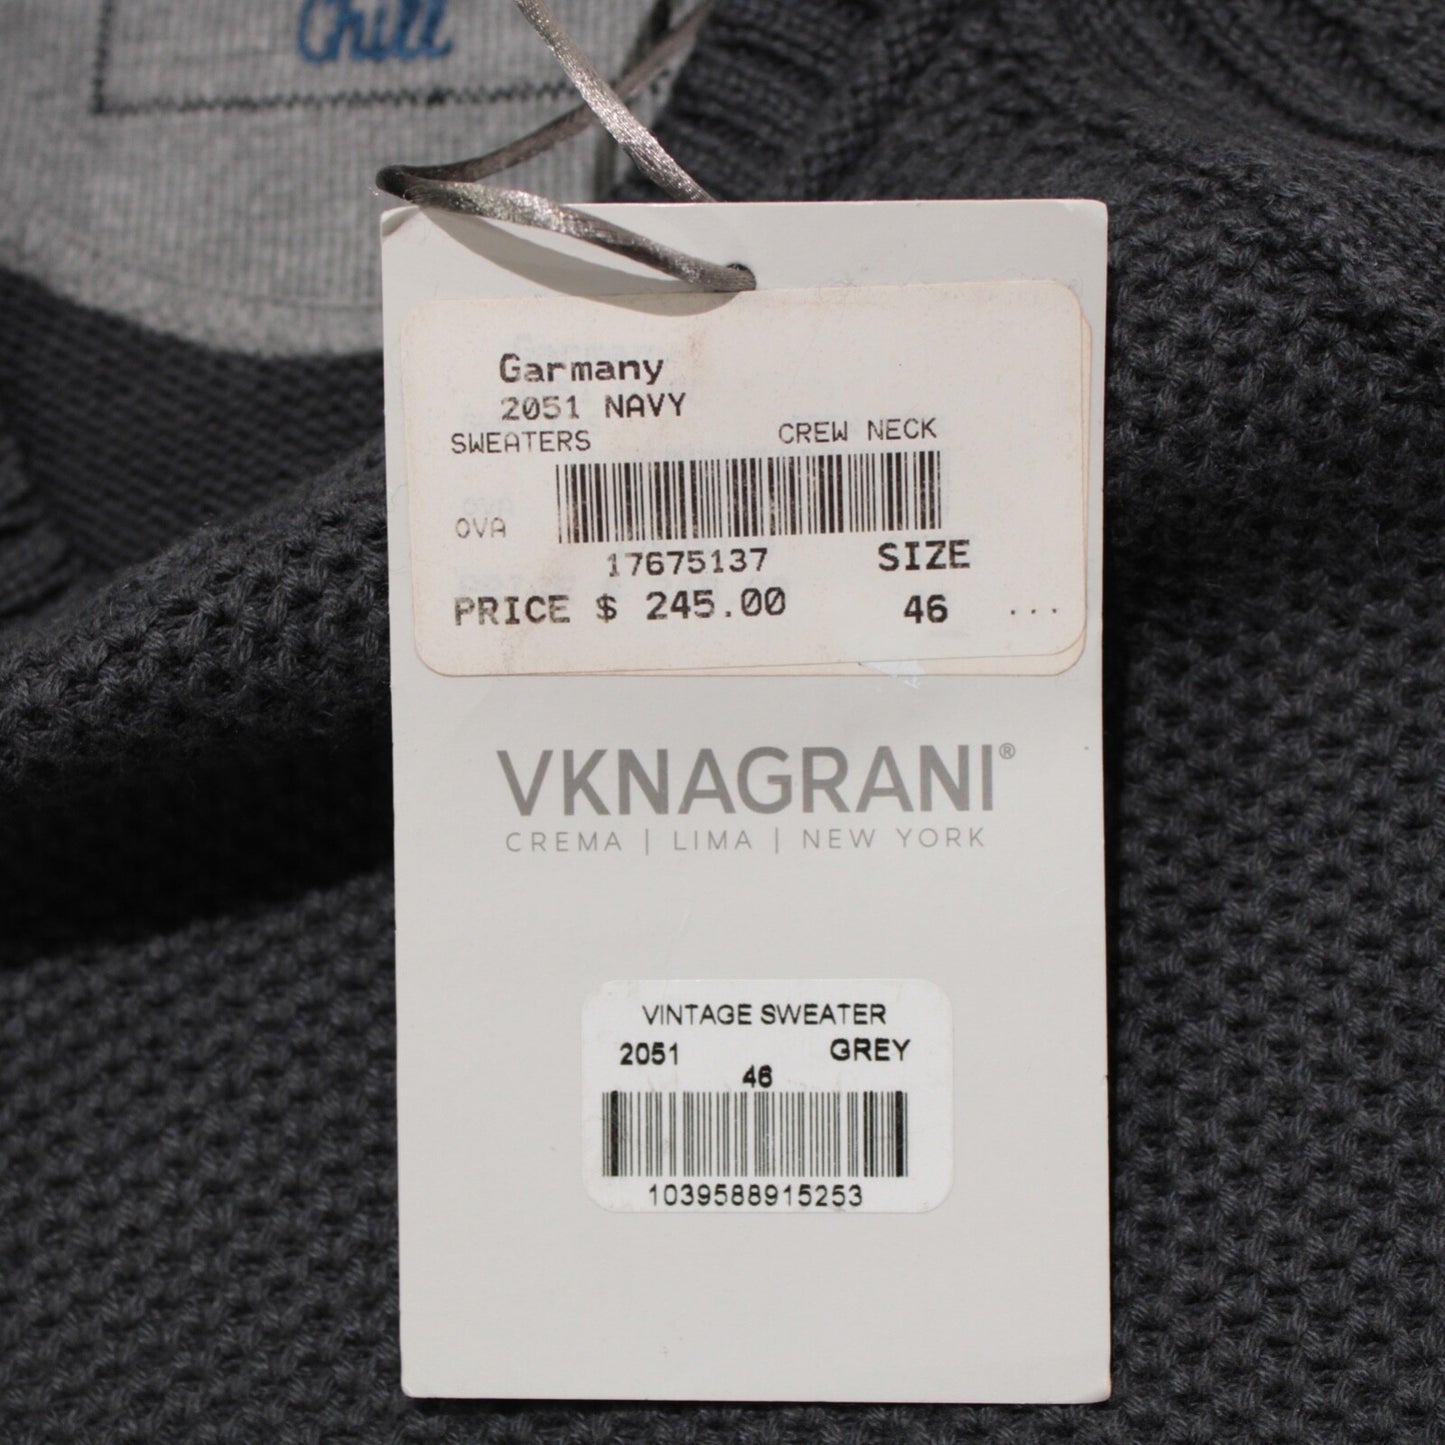 Chill
Garmany
2051 NAVY
SWEATERS CREW NECK
OVA
17675137 SIZE
PRICE $ 245.00 46 ...
VKNAGRANI®
CREMA | LIMA | NEW YORK
VINTAGE SWEATER
2051 GREY
46
1039588915253